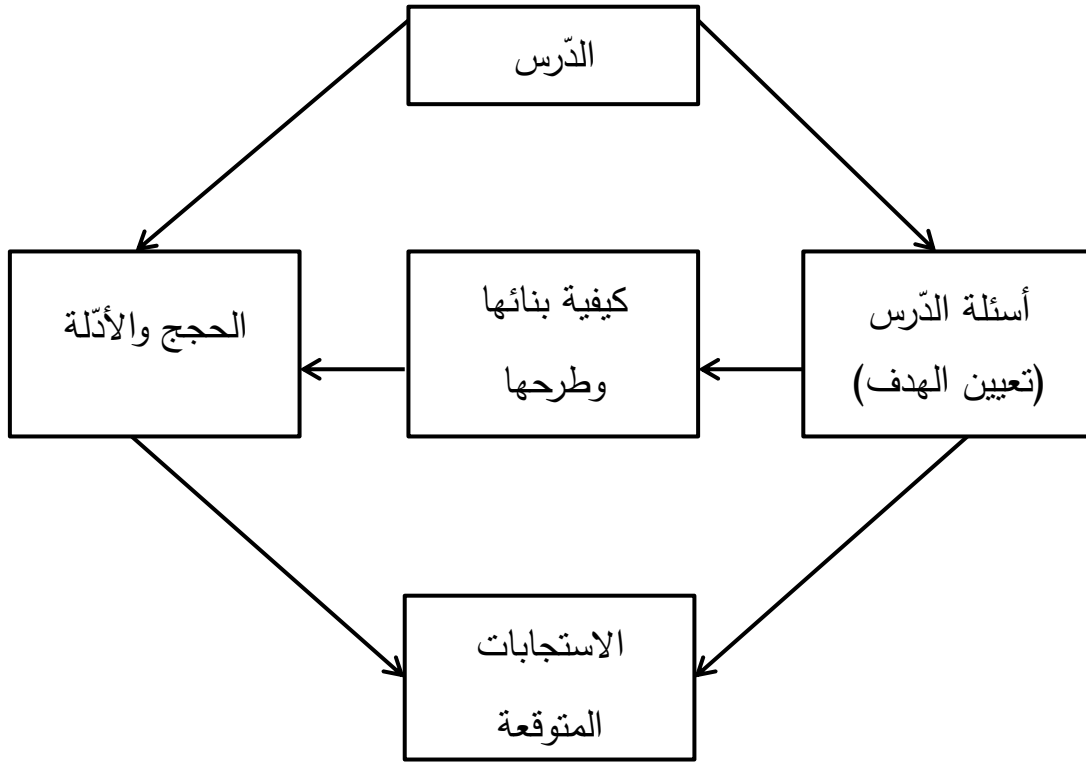 الدّرس
أسئلة الدّرس
(تعيين الهدف)
كيفية بنائها
وطرحها
الحجج والأدّلة
الاستجابات
المتوقعة